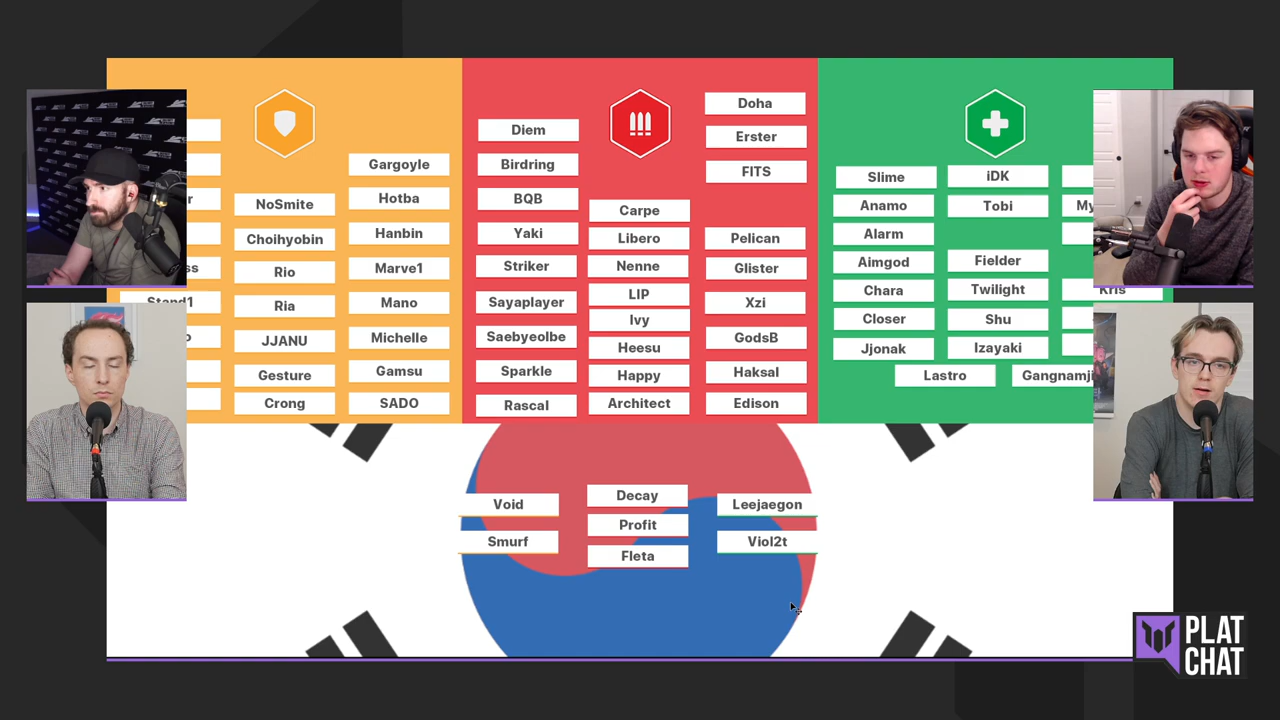 NoSmite
Choihyobin
Rio
Ria
JJANU
Gesture
Crong
Gargoyle
Hotba
Hanbin
Marve1
Mano
Michelle
Gamsu
SADO
Diem
Birdring
BQB
Yaki
Striker
Sayaplayer
Saebyeolbe
Sparkle
Rascal
Carpe
Libero
Nenne
LIP
Ivy
Heesu
Happy
Architect
Doha
Erster
FITS
Pelican
Glister
Xzi
GodsB
Haksal
Edison
Slime
Anamo
Alarm
Aimgod
Chara
Closer
Jjonak
iDK
Tobi
Fielder
Twilight
Shu
Izayaki
Lastro
Gangnamj
Void
Smurf
Decay
Profit
Fleta
Leejaegon
Viol2t
PLAT
CHAT